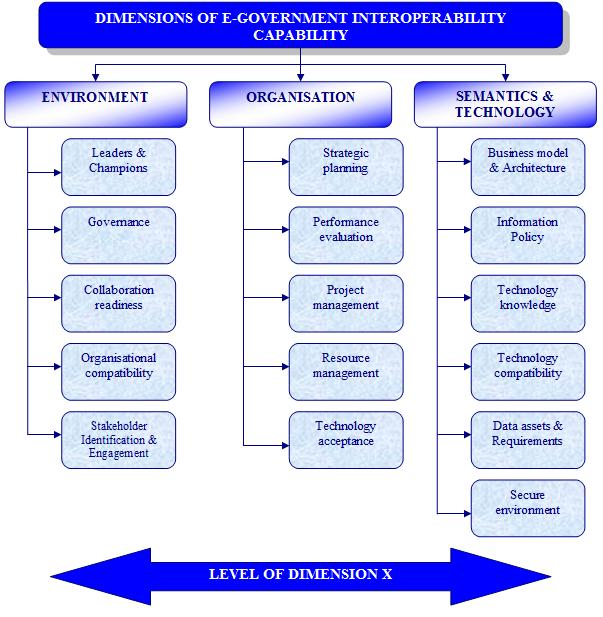 DIMENSIONS OF E-GOVERNMENT INTEROPERABILITY
CAPABILITY
ENVIRONMENT
Leaders &
Champions
Governance
Collaboration
readiness
Organisational
compatibility
Stakeholder
Identification &
Engagement
ORGANISATION
Strategic
planning
Performance
evaluation
Project
management
Resource
management
Technology
acceptance
SEMANTICS &
TECHNOLOGY
Business model
& Architecture
Information
Policy
Technology
knowledge
Technology
compatibility
Data assets &
Requirements
Secure
environment
LEVEL OF DIMENSION X